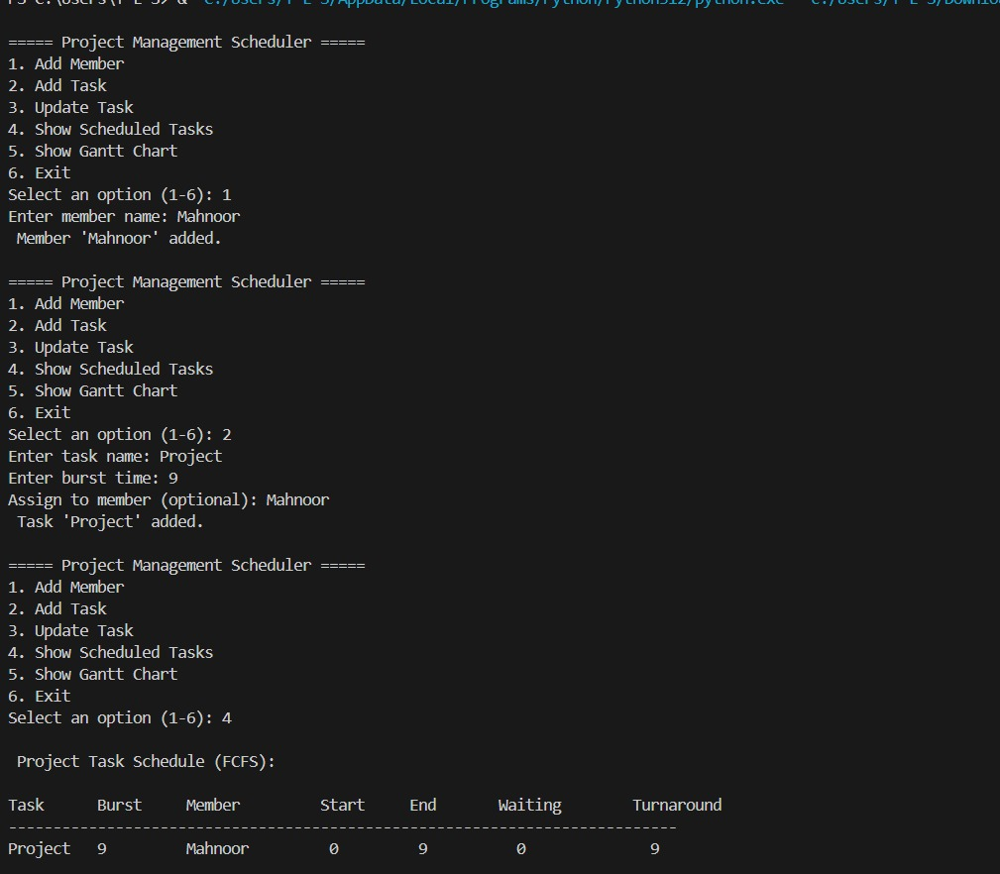 ===== Project Management Scheduler =====
1. Add Member
2. Add Task
3. Update Task
4. Show Scheduled Tasks
5. Show Gantt Chart
6. Exit
Select an option (1-6): 1
Enter member name: Mahnoor
 Member 'Mahnoor' added.
===== Project Management Scheduler =====
1. Add Member
2. Add Task
3. Update Task
4. Show Scheduled Tasks
5. Show Gantt Chart
6. Exit
Select an option (1-6): 2
Enter task name: Project
Enter burst time: 9
Assign to member (optional): Mahnoor
 Task 'Project' added.
===== Project Management Scheduler =====
1. Add Member
2. Add Task
3. Update Task
4. Show Scheduled Tasks
5. Show Gantt Chart
6. Exit
Select an option (1-6): 4
 Project Task Schedule (FCFS):
Task Burst Member Start End Waiting Turnaround
---------------------------------------------------------------------------
Project 9 Mahnoor 0 9 0 9